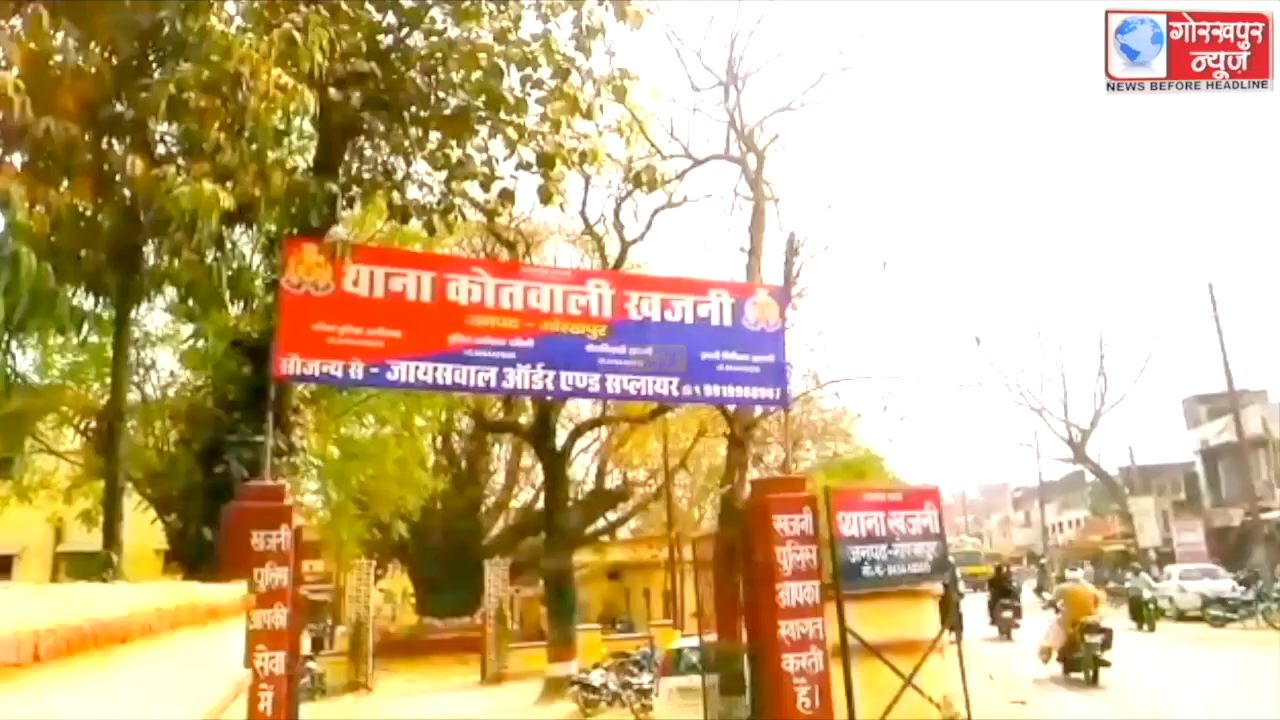 गोरखपुर
न्यूज़
NEWS BEFORE HEADLINE
थाना कोतवाली खजनी
जनपद - गोरखपुर
सौजन्य से - जायसवाल ऑर्डर एण्ड सप्लायर
खजनी
पुलिस
आपकी
सेवा
में
खजनी
पुलिस
आपका
स्वागत
करती
है।
थाना खजनी
जनपद-गोरखपुर